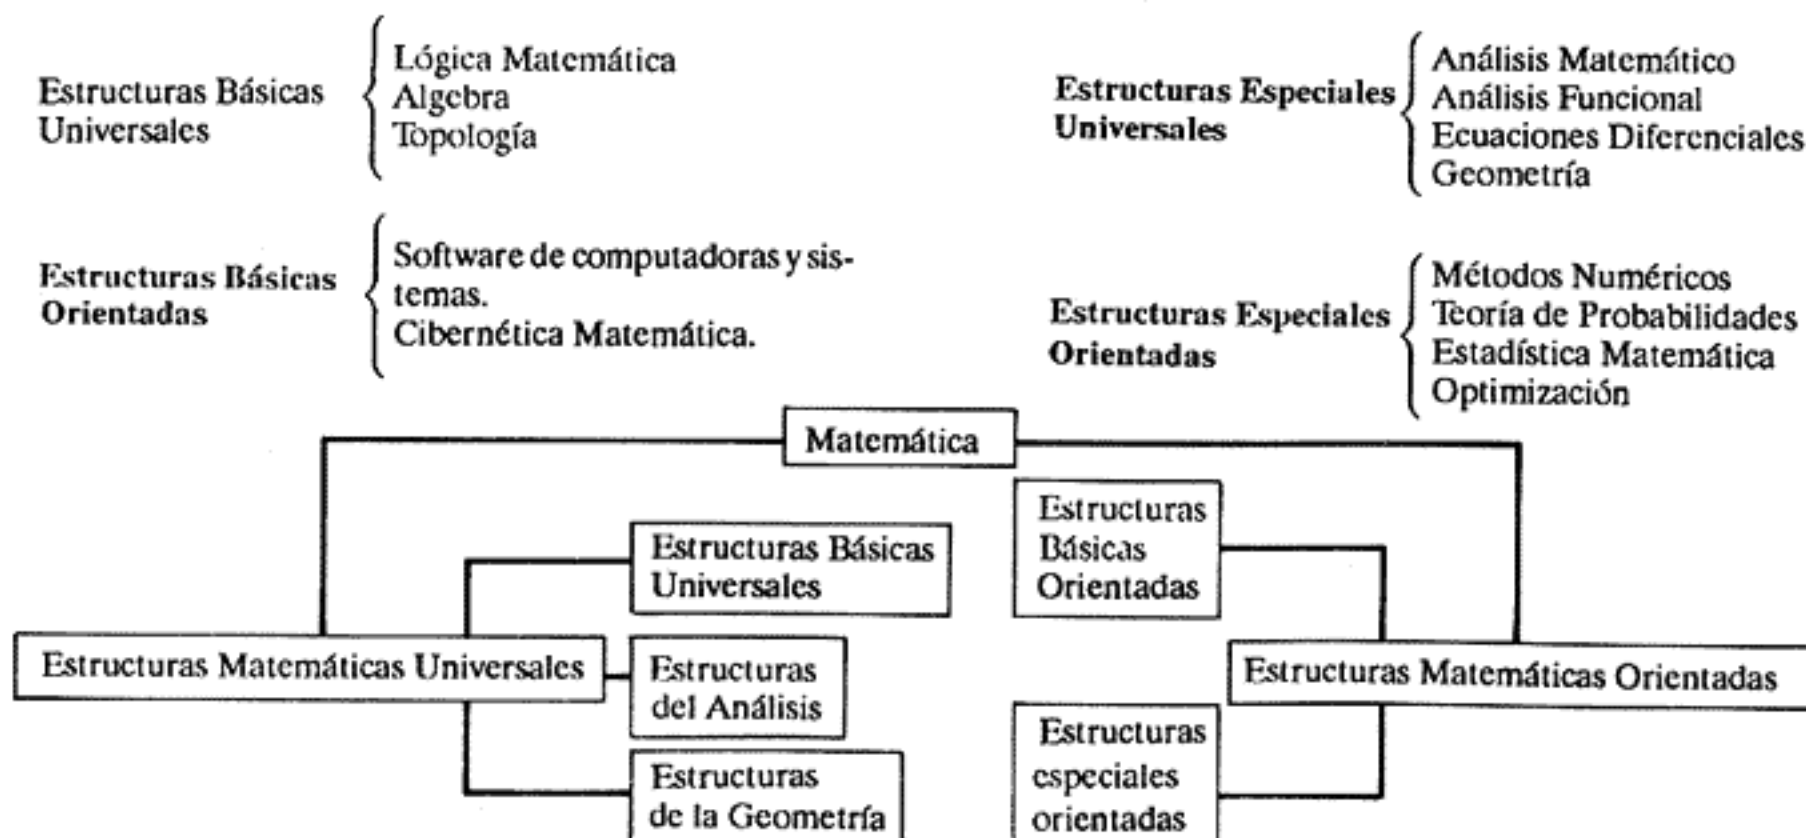 Estructuras Básicas
Universales
Lógica Matemática
Algebra
Topología
Estructuras Especiales
Universales
Análisis Matemático
Análisis Funcional
Ecuaciones Diferenciales
Geometría
Estructuras Básicas
Orientadas
Software de computadoras y sis-
temas.
Cibernética Matemática.
Estructuras Especiales
Orientadas
Métodos Numéricos
Teoría de Probabilidades
Estadística Matemática
Optimización
Matemática
Estructuras Básicas
Universales
Estructuras
Básicas
Orientadas
Estructuras Matemáticas Universales
Estructuras
del Análisis
Estructuras Matemáticas Orientadas
Estructuras
de la Geometría
Estructuras
especiales
orientadas